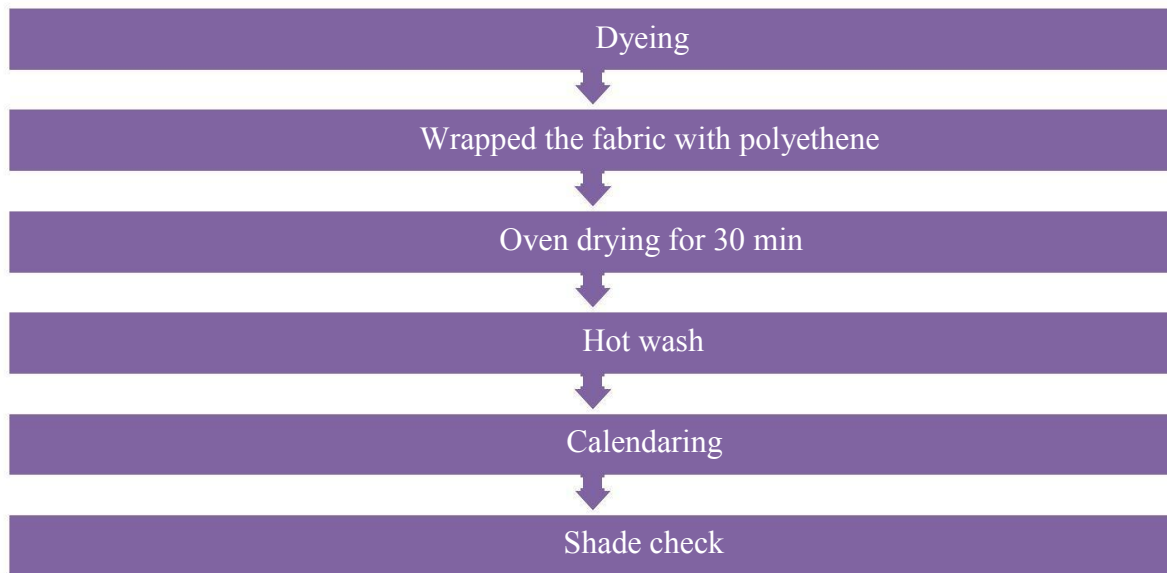 Dyeing
Wrapped the fabric with polyethene
Oven drying for 30 min
Hot wash
Calendaring
Shade check